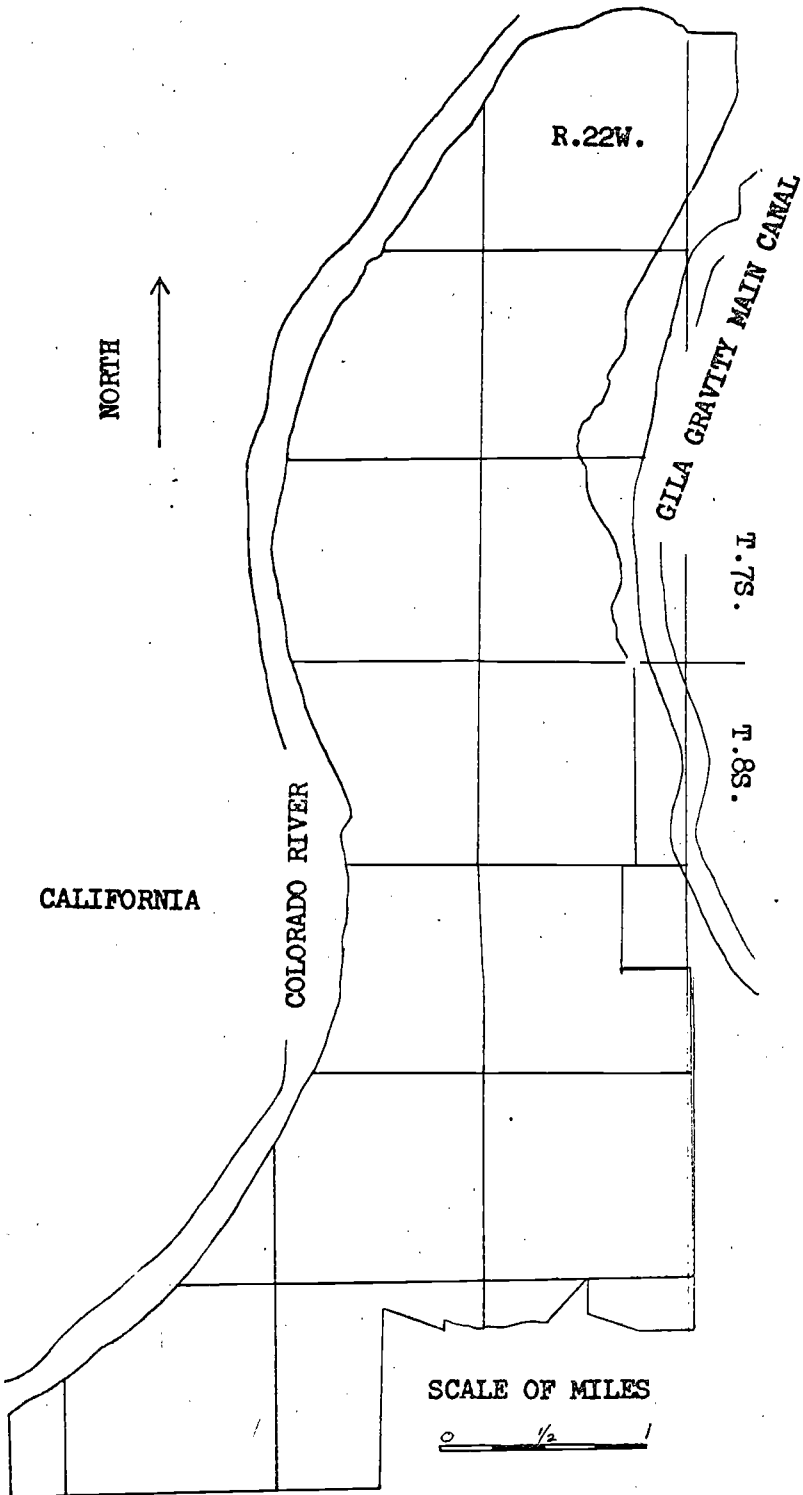 R.22W.
GILA GRAVITY MAIN CANAL
NORTH
T.7S.
T.8S.
COLORADO RIVER
CALIFORNIA
SCALE OF MILES
0 1/2 1